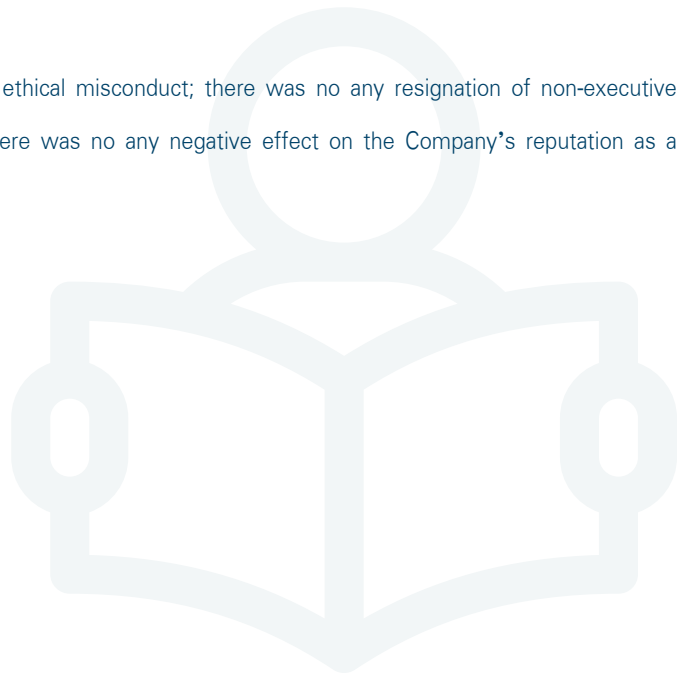 ethical misconduct; there was no any resignation of non-executive
ere was no any negative effect on the Company's reputation as a